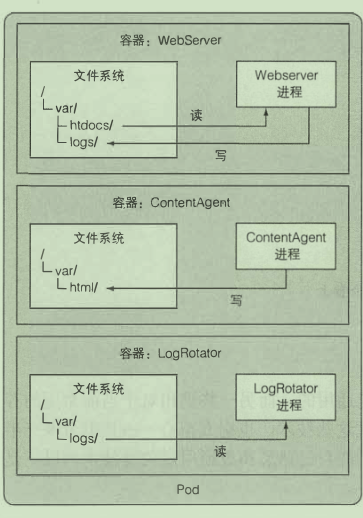 容器：WebServer
文件系统
/
var/
htdocs/
logs/
Webserver
进程
读
写
容器：ContentAgent
文件系统
/
var/
html/
ContentAgent
进程
写
容器：LogRotator
文件系统
/
var/
logs/
LogRotator
进程
读
Pod